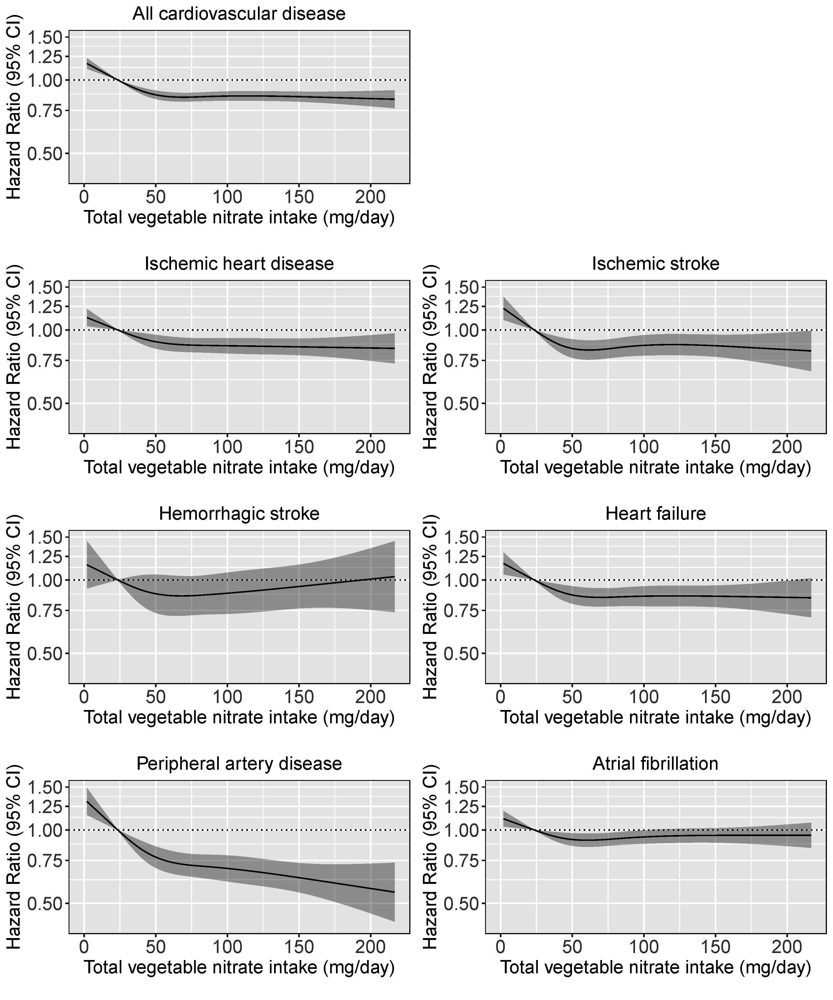 All cardiovascular disease
Hazard Ratio (95% CI)
1.50
1.25
1.00
0.75
0.50
0 50 100 150 200
Total vegetable nitrate intake (mg/day)
Ischemic heart disease
Hazard Ratio (95% CI)
1.50
1.25
1.00
0.75
0.50
0 50 100 150 200
Total vegetable nitrate intake (mg/day)
Ischemic stroke
Hazard Ratio (95% CI)
1.50
1.25
1.00
0.75
0.50
0 50 100 150 200
Total vegetable nitrate intake (mg/day)
Hemorrhagic stroke
Hazard Ratio (95% CI)
1.50
1.25
1.00
0.75
0.50
0 50 100 150 200
Total vegetable nitrate intake (mg/day)
Heart failure
Hazard Ratio (95% CI)
1.50
1.25
1.00
0.75
0.50
0 50 100 150 200
Total vegetable nitrate intake (mg/day)
Peripheral artery disease
Hazard Ratio (95% CI)
1.50
1.25
1.00
0.75
0.50
0 50 100 150 200
Total vegetable nitrate intake (mg/day)
Atrial fibrillation
Hazard Ratio (95% CI)
1.50
1.25
1.00
0.75
0.50
0 50 100 150 200
Total vegetable nitrate intake (mg/day)